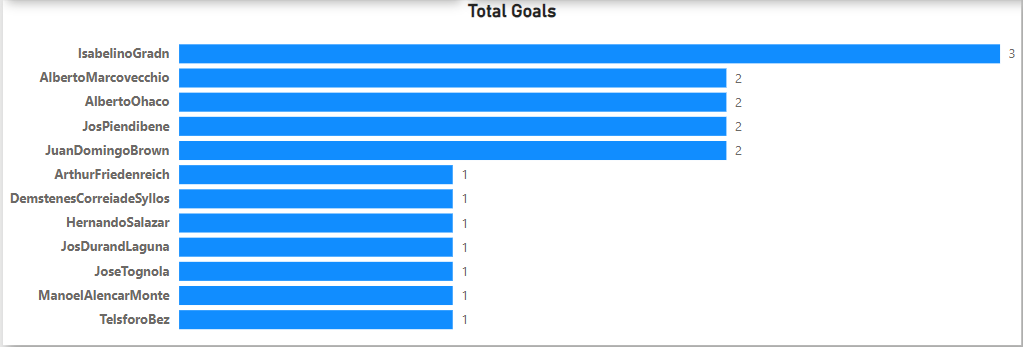 Total Goals
IsabelinoGradn 3
AlbertoMarcovecchio 2
AlbertoOhaco 2
JosPiendibene 2
JuanDomingoBrown 2
ArthurFriedenreich 1
DemstenesCorreiadeSyllos 1
HernandoSalazar 1
JosDurandLaguna 1
JoseTognola 1
ManoelAlencarMonte 1
TelsforoBez 1